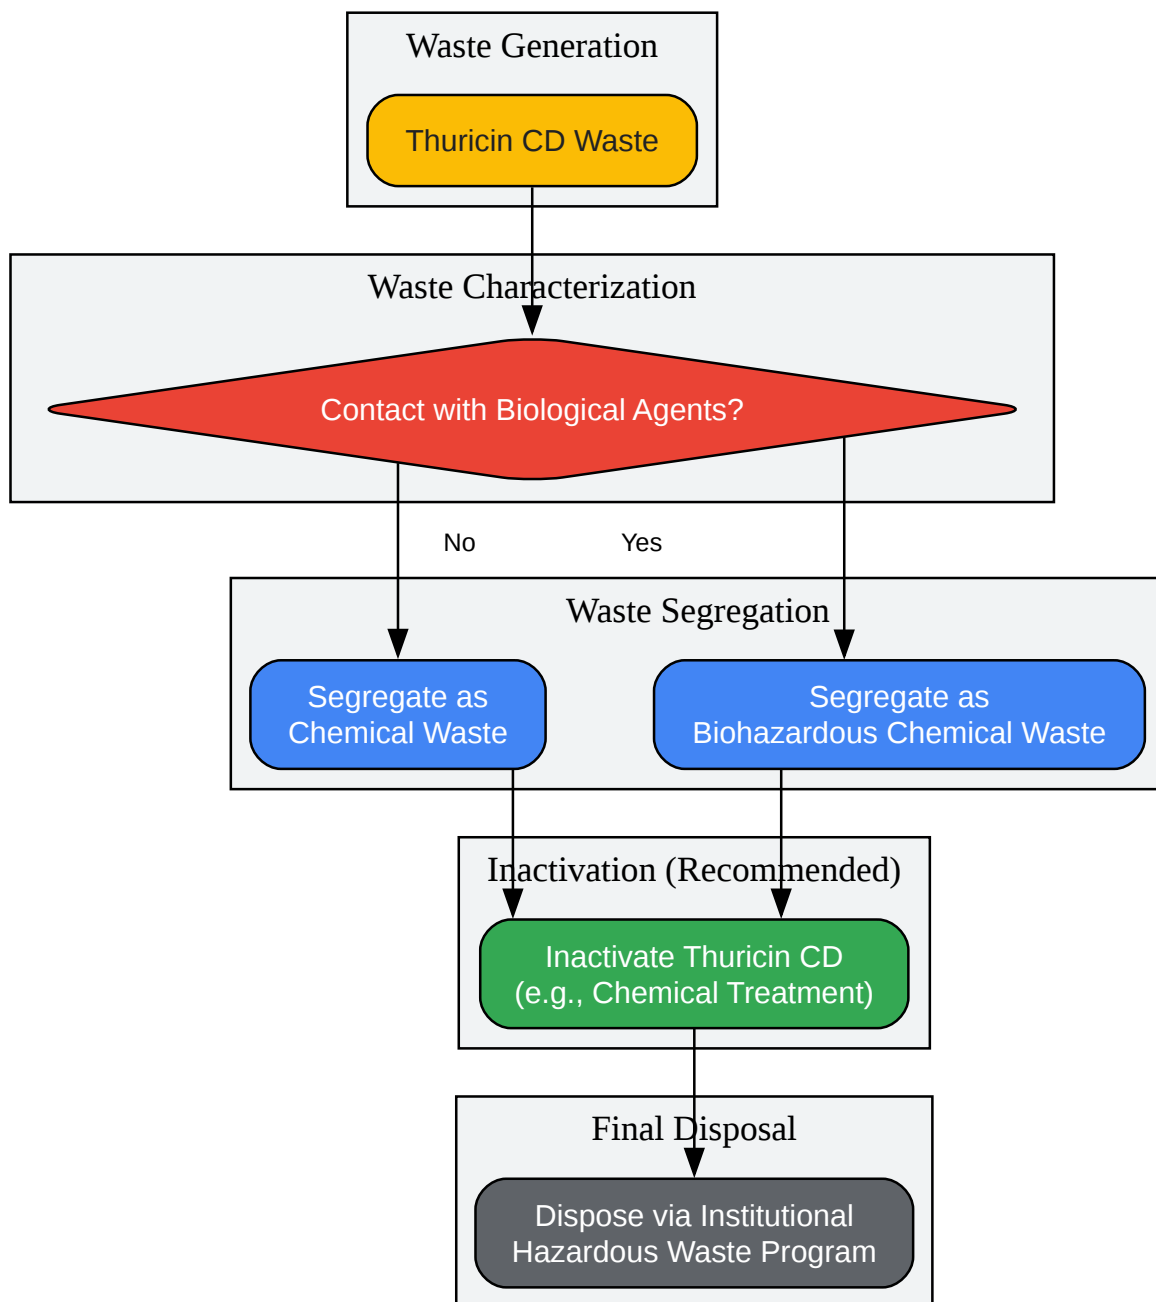 Waste Generation
Thuricin CD Waste
Waste Characterization
Contact with Biological Agents?
No
Yes
Waste Segregation
Segregate as
Chemical Waste
Segregate as
Biohazardous Chemical Waste
Inactivation (Recommended)
Inactivate Thuricin CD
(e.g., Chemical Treatment)
Final Disposal
Dispose via Institutional
Hazardous Waste Program